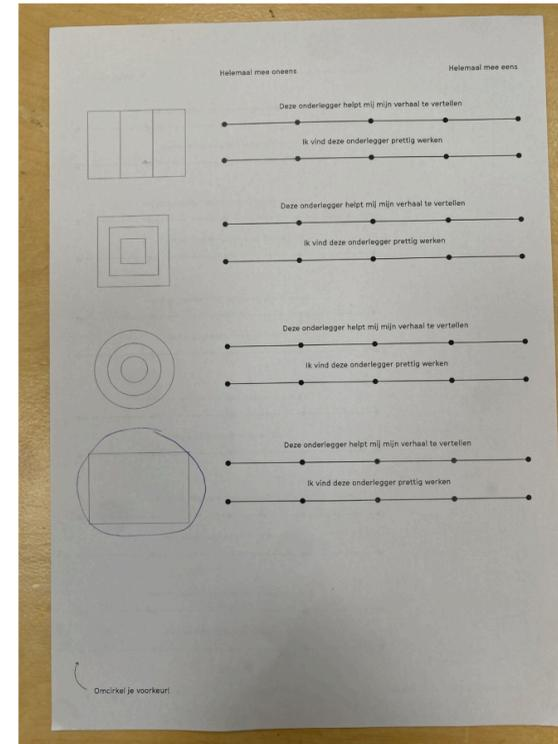 Helemaal mee oneens
Helemaal mee eens
Deze onderlegger helpt mij mijn verhaal te vertellen
Ik vind deze onderlegger prettig werken
Deze onderlegger helpt mij mijn verhaal te vertellen
Ik vind deze onderlegger prettig werken
Deze onderlegger helpt mij mijn verhaal te vertellen
Ik vind deze onderlegger prettig werken
Deze onderlegger helpt mij mijn verhaal te vertellen
Ik vind deze onderlegger prettig werken
Omcirkel je voorkeur!